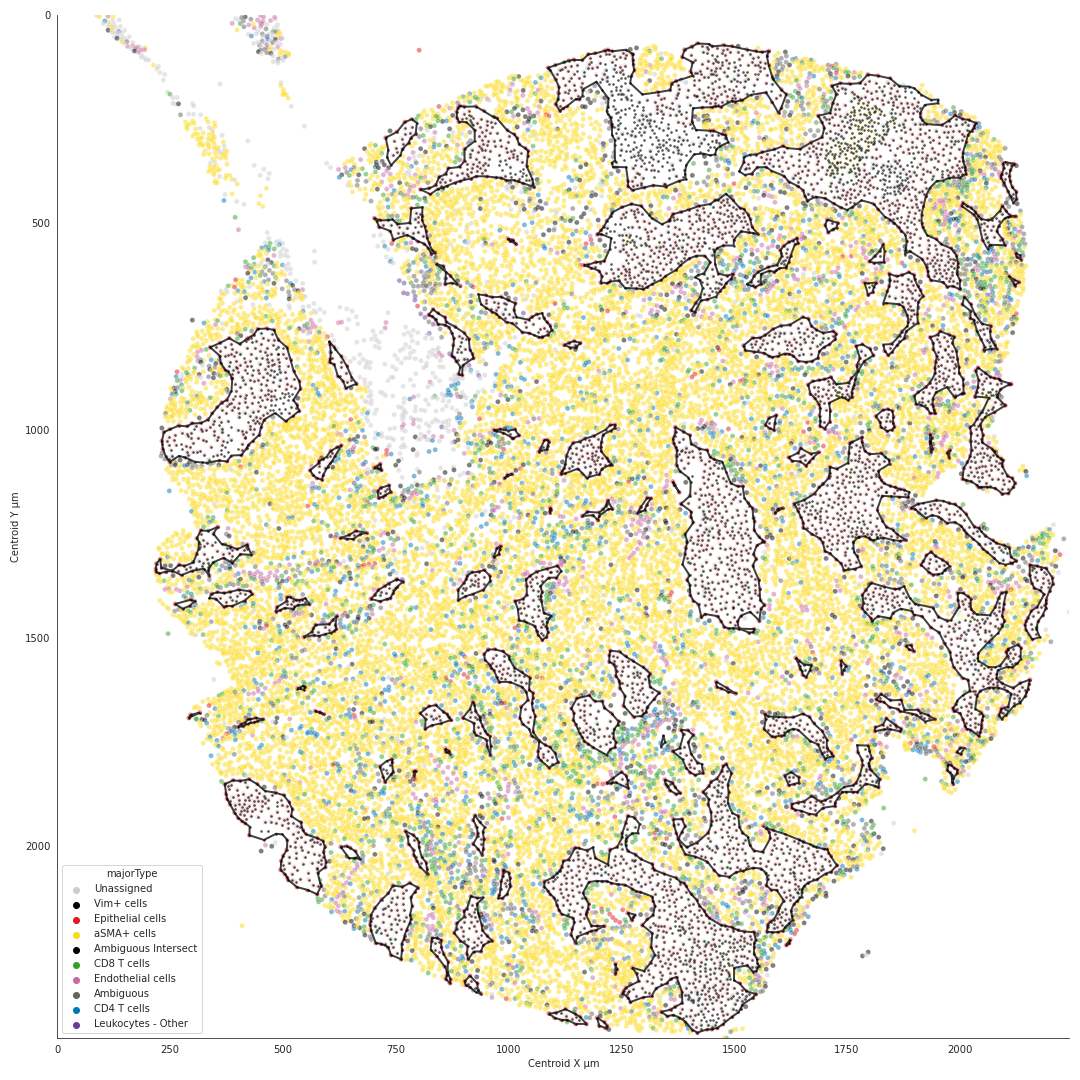 0
500
1000
1500
2000
Centroid Y µm
majorType
Unassigned
Vim+ cells
Epithelial cells
aSMA+ cells
Ambiguous Intersect
CD8 T cells
Endothelial cells
Ambiguous
CD4 T cells
Leukocytes - Other
0 250 500 750 1000 1250 1500 1750 2000
Centroid X µm